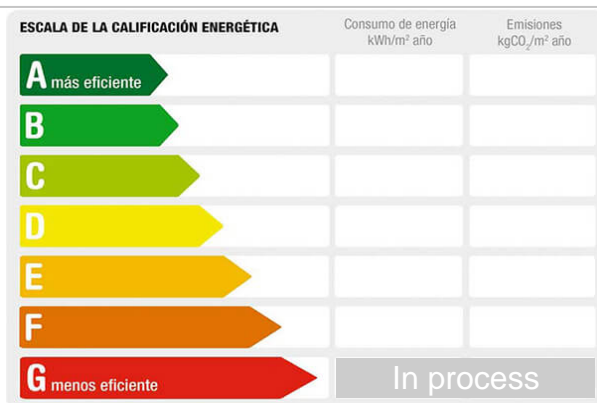 ESCALA DE LA CALIFICACIÓN ENERGÉTICA
Consumo de energía
kWh/m² año
Emisiones
kgCO₂/m² año
A más eficiente
B
C
D
E
F
G menos eficiente
In process